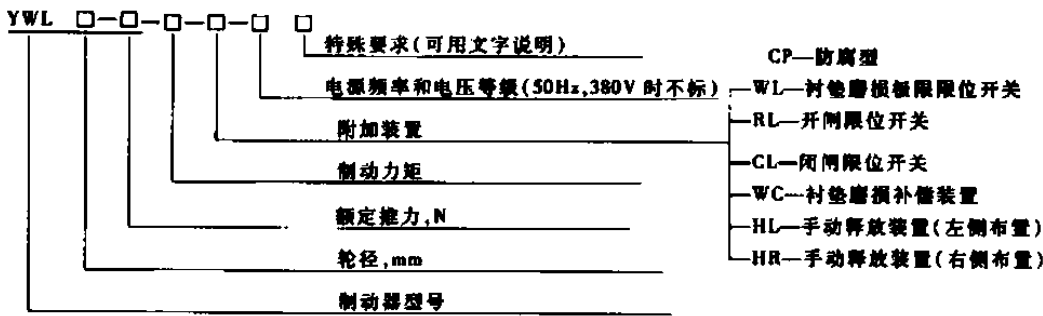 YWL □-□-□-□-□ □
特殊要求(可用文字说明)
CP—防腐型
电源频率和电压等级(50Hz,380V 时不标)
WL—衬垫磨损极限限位开关
附加装置
RL—开闸限位开关
CL—闭闸限位开关
制动力矩
WC—衬垫磨损补偿装置
额定推力,N
HL—手动释放装置(左侧布置)
HR—手动释放装置(右侧布置)
轮径,mm
制动器型号